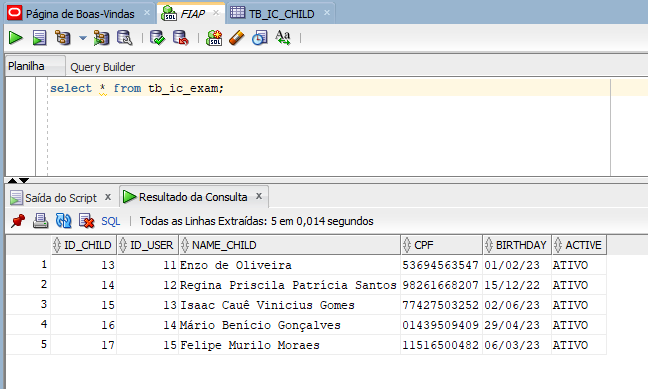 Página de Boas-Vindas x FIAP x TB_IC_CHILD x
SQL
Aa
Planilha Query Builder
select * from tb_ic_exam;
Saída do Script x Resultado da Consulta x
SQL | Todas as Linhas Extraídas: 5 em 0,014 segundos
ID_CHILD ID_USER NAME_CHILD CPF BIRTHDAY ACTIVE
1 13 11 Enzo de Oliveira 53694563547 01/02/23 ATIVO
2 14 12 Regina Priscila Patrícia Santos 98261668207 15/12/22 ATIVO
3 15 13 Isaac Cauê Vinicius Gomes 77427503252 02/06/23 ATIVO
4 16 14 Mário Benício Gonçalves 01439509409 29/04/23 ATIVO
5 17 15 Felipe Murilo Moraes 11516500482 06/03/23 ATIVO